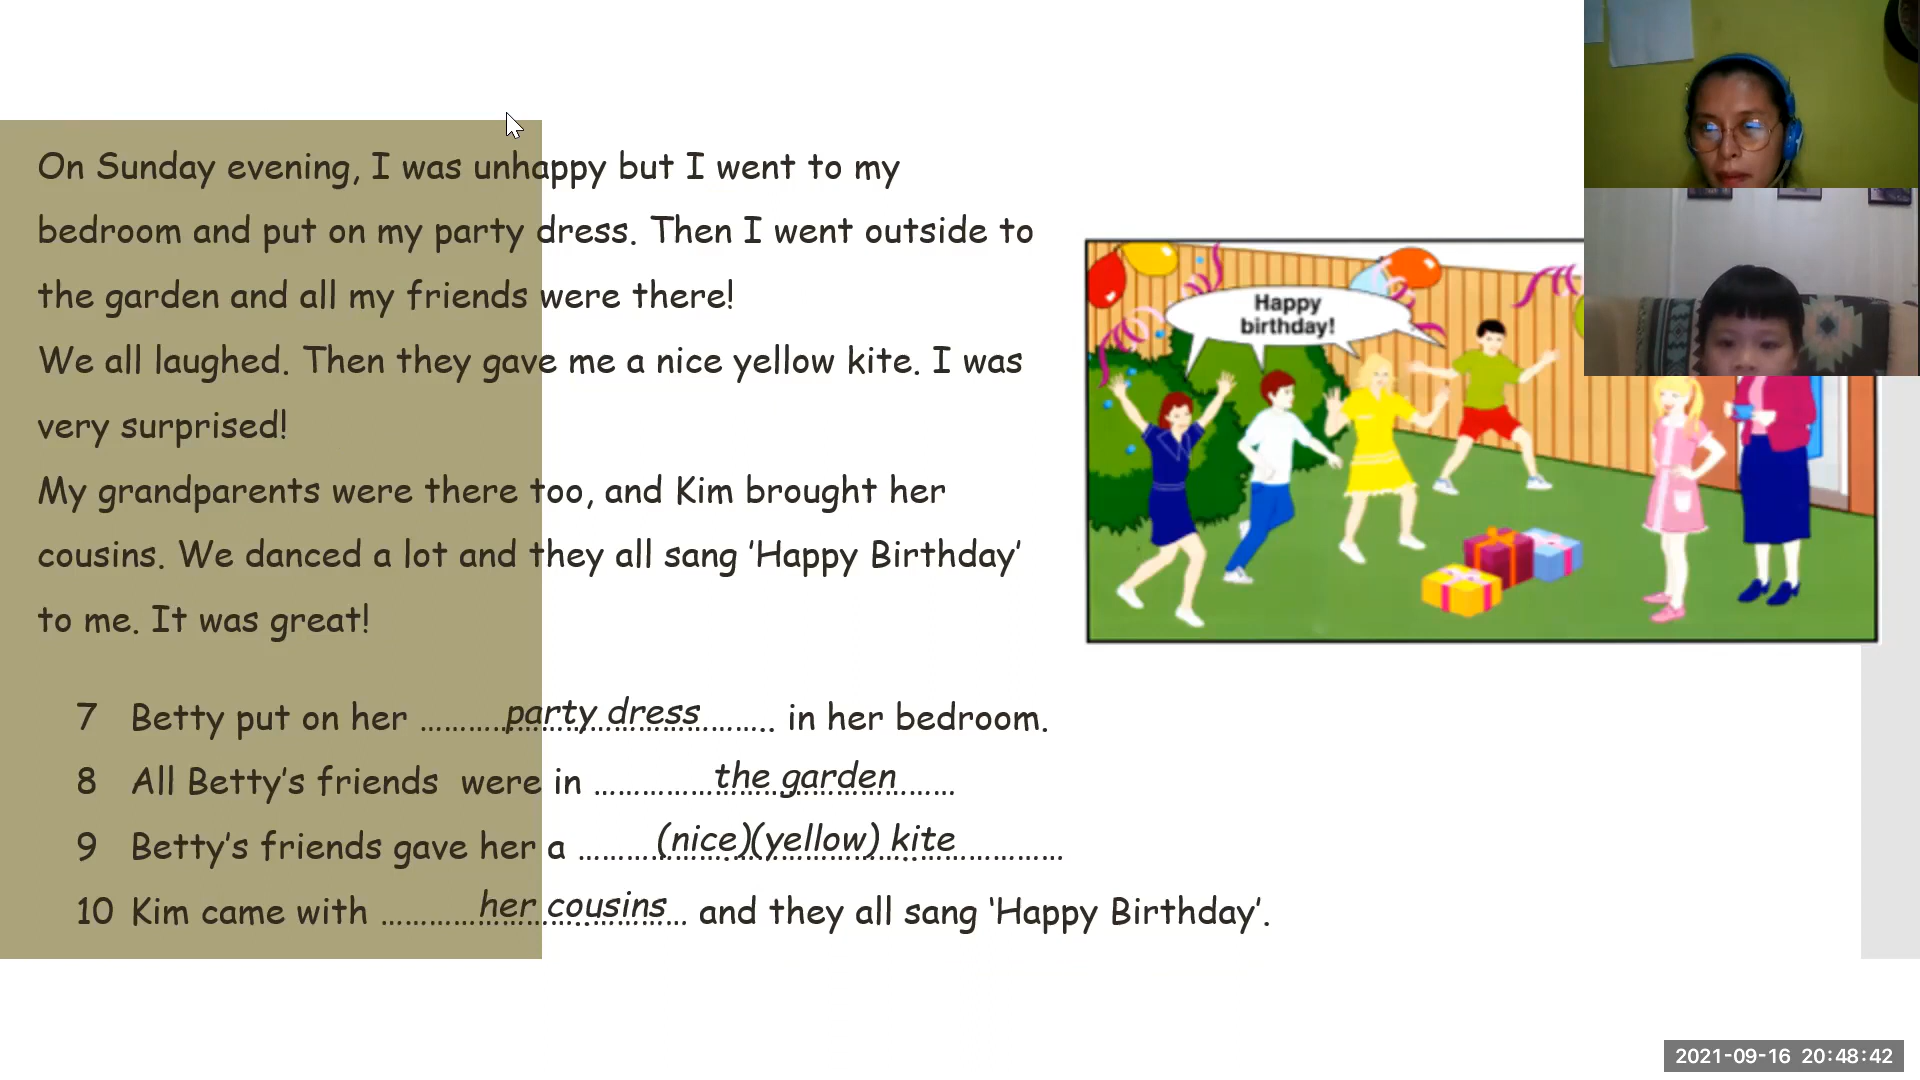 On Sunday evening, I was unhappy but I went to my
bedroom and put on my party dress. Then I went outside to
the garden and all my friends were there!
We all laughed. Then they gave me a nice yellow kite. I was
very surprised!
My grandparents were there too, and Kim brought her
cousins. We danced a lot and they all sang ’Happy Birthday’
to me. It was great!
Happy
birthday!
7 Betty put on her ……….party dress…….. in her bedroom.
8 All Betty’s friends were in ……………the garden……
9 Betty’s friends gave her a ………(nice)(yellow) kite…………
10 Kim came with …………her cousins… and they all sang ‘Happy Birthday’.
2021-09-16 20:48:42